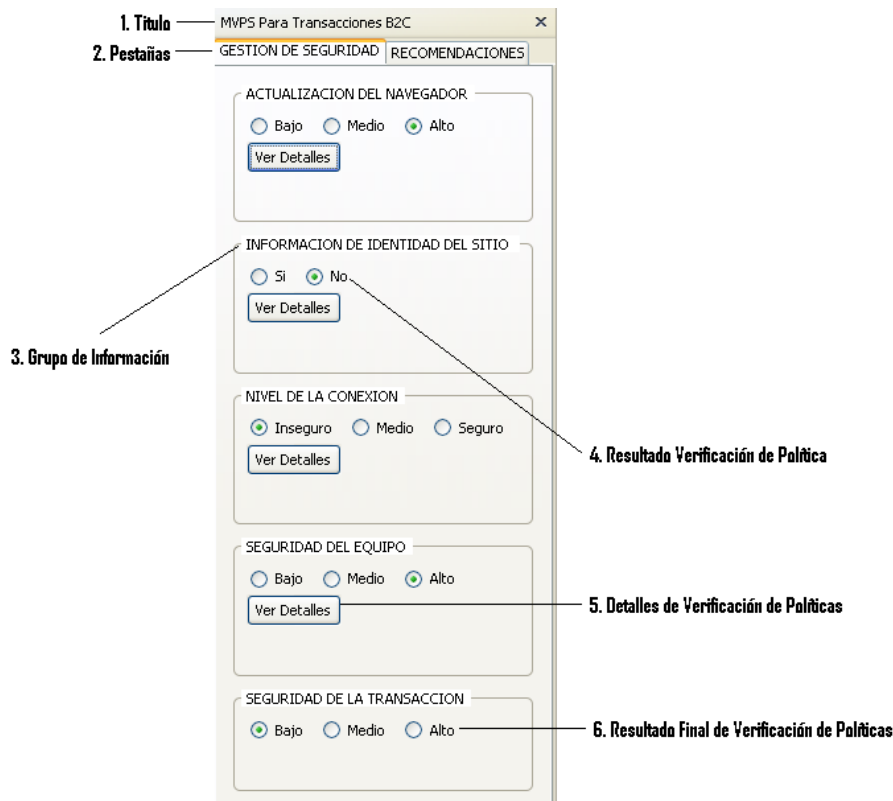 1. Titulo
MVPS Para Transacciones B2C
2. Pestañas
GESTION DE SEGURIDAD
RECOMENDACIONES
ACTUALIZACION DEL NAVEGADOR
Bajo Medio Alto
Ver Detalles
INFORMACION DE IDENTIDAD DEL SITIO
Si No
Ver Detalles
3. Grupo de Información
NIVEL DE LA CONEXION
Inseguro Medio Seguro
Ver Detalles
4. Resultado Verificación de Política
SEGURIDAD DEL EQUIPO
Bajo Medio Alto
Ver Detalles
5. Detalles de Verificación de Políticas
SEGURIDAD DE LA TRANSACCION
Bajo Medio Alto
6. Resultado Final de Verificación de Políticas